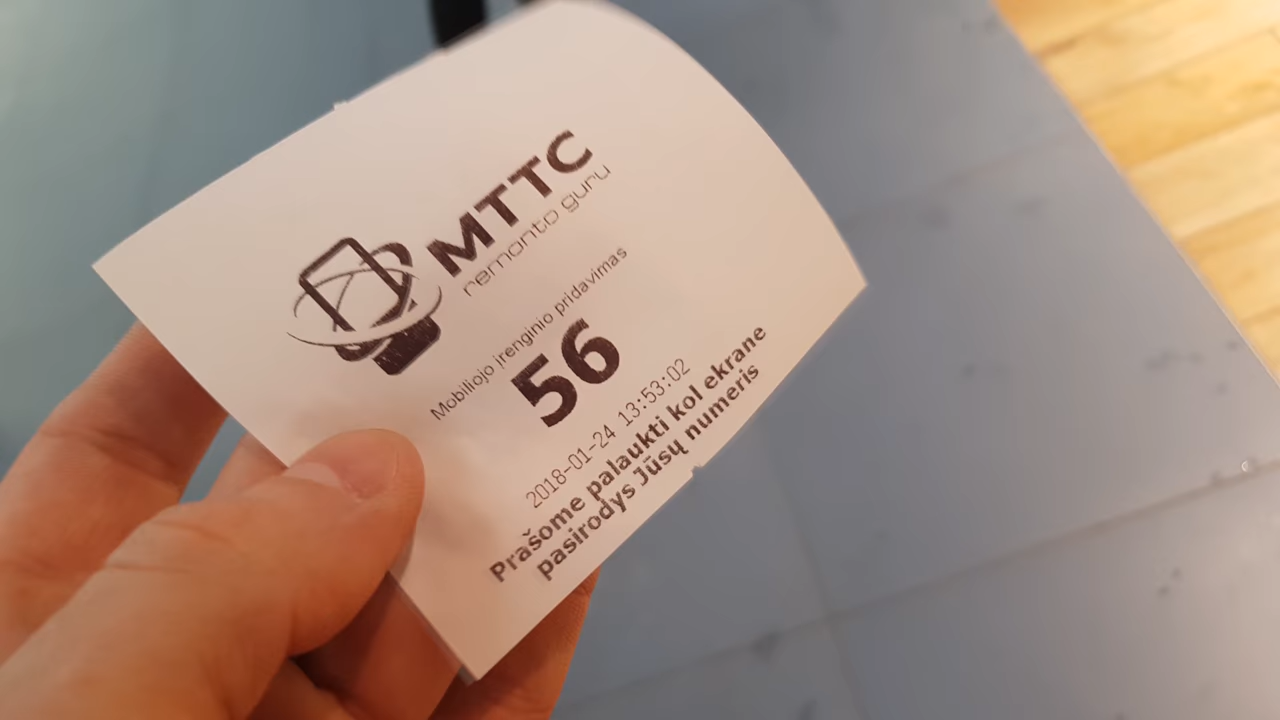 MTTC
remonto guru
Mobiliojo įrenginio pridavimas
56
2018-01-24 13:53:02
Prašome palaukti kol ekrane
pasirodys Jūsų numeris